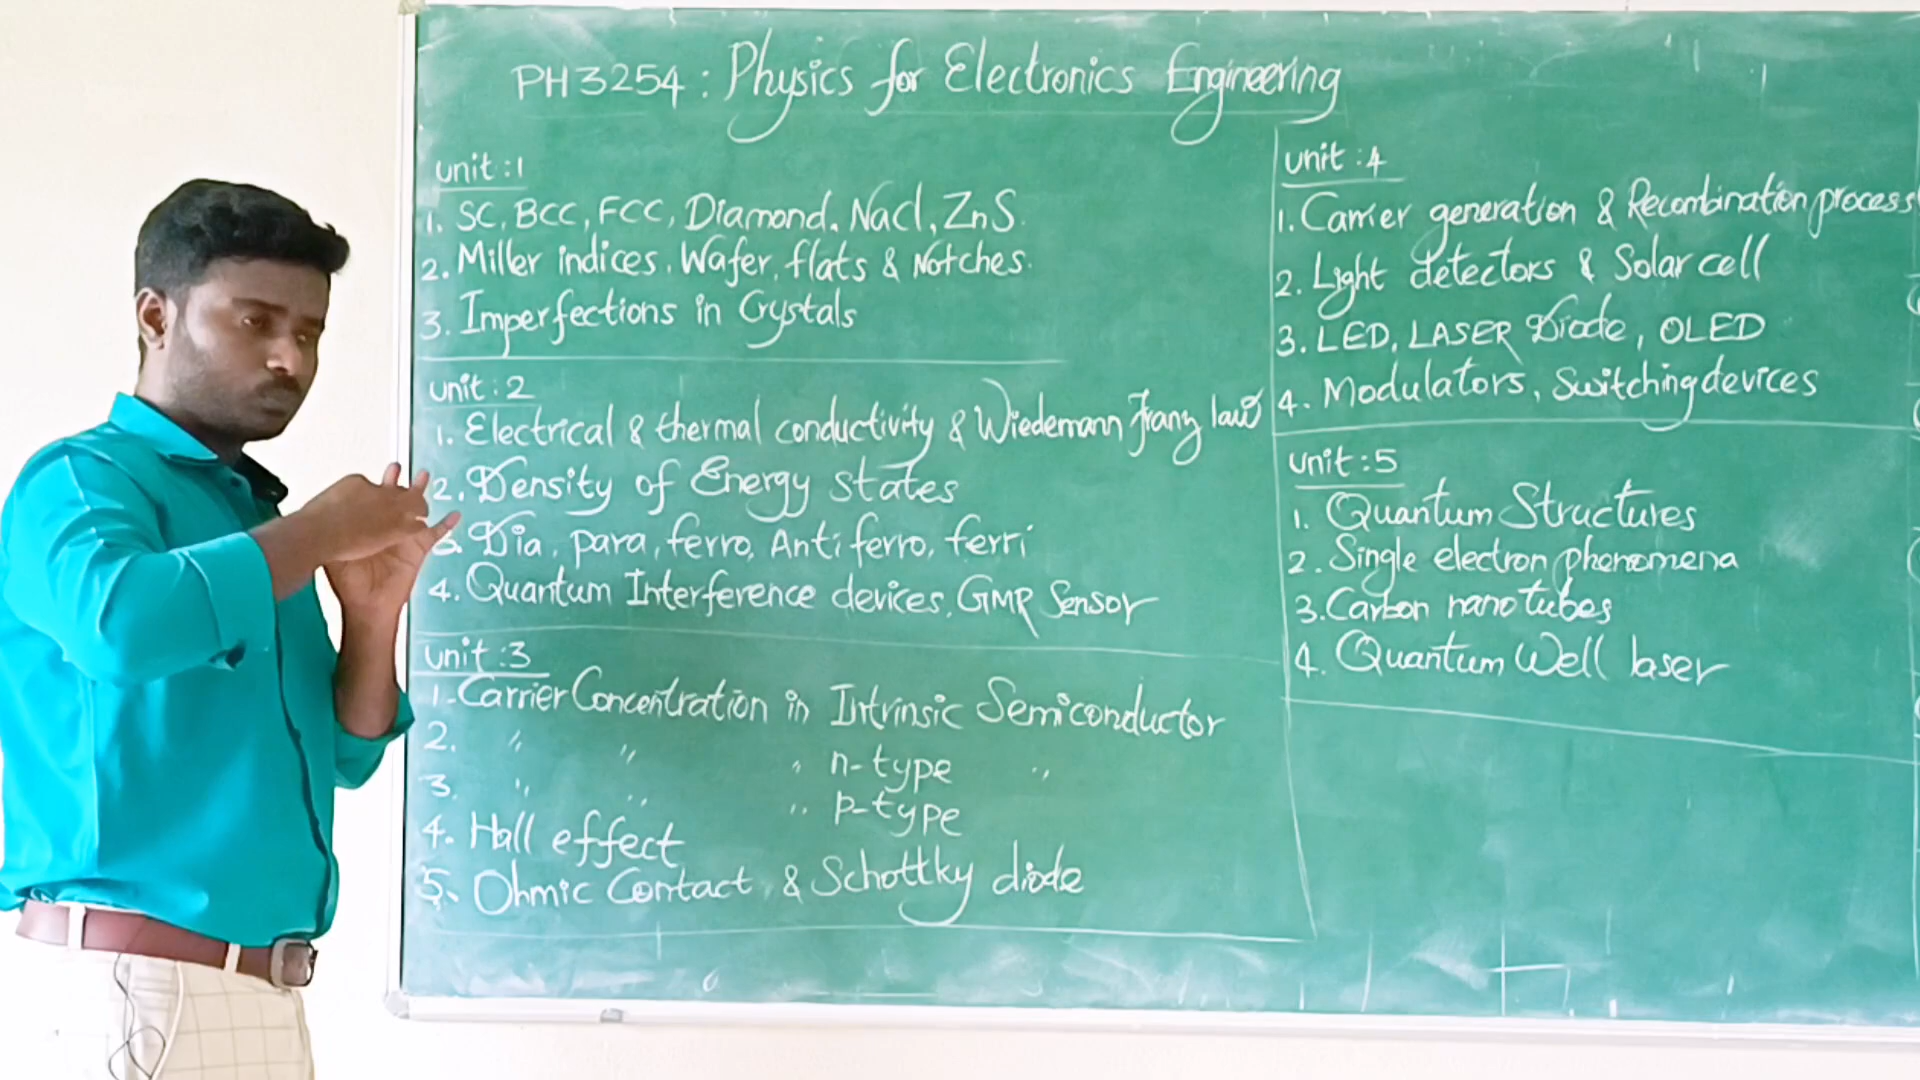 PH3254 : Physics for Electronics Engineering
unit :1
1. SC, BCC, FCC, Diamond, Nacl, ZnS.
2. Miller indices, Wafer, flats & Notches.
3. Imperfections in Crystals
unit : 2
1. Electrical & thermal conductivity & Wiedemann Franz law
2. Density of Energy states
3. Dia, para, ferro, Anti ferro, ferri
4. Quantum Interference devices, GMR Sensor
unit :3
1. Carrier Concentration in Intrinsic Semiconductor
2. " " " n-type "
3. " " " p-type
4. Hall effect
5. Ohmic Contact & Schottky diode
unit :4
1. Carrier generation & Recombination process
2. Light detectors & Solar cell
3. LED, LASER Diode, OLED
4. Modulators, Switching devices
unit :5
1. Quantum Structures
2. Single electron phenomena
3. Carbon nano tubes
4. Quantum Well laser